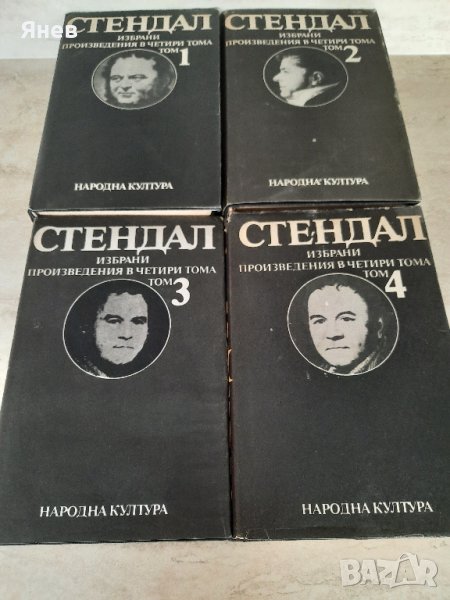 Янев
СТЕНДАЛ
ИЗБРАНИ
ПРОИЗВЕДЕНИЯ В ЧЕТИРИ ТОМА
ТОМ 1
НАРОДНА КУЛТУРА
СТЕНДАЛ
ИЗБРАНИ
ПРОИЗВЕДЕНИЯ В ЧЕТИРИ ТОМА
ТОМ 2
НАРОДНА КУЛТУРА
СТЕНДАЛ
ИЗБРАНИ
ПРОИЗВЕДЕНИЯ В ЧЕТИРИ ТОМА
ТОМ 3
НАРОДНА КУЛТУРА
СТЕНДАЛ
ИЗБРАНИ
ПРОИЗВЕДЕНИЯ В ЧЕТИРИ ТОМА
ТОМ 4
НАРОДНА КУЛТУРА
BAZAR